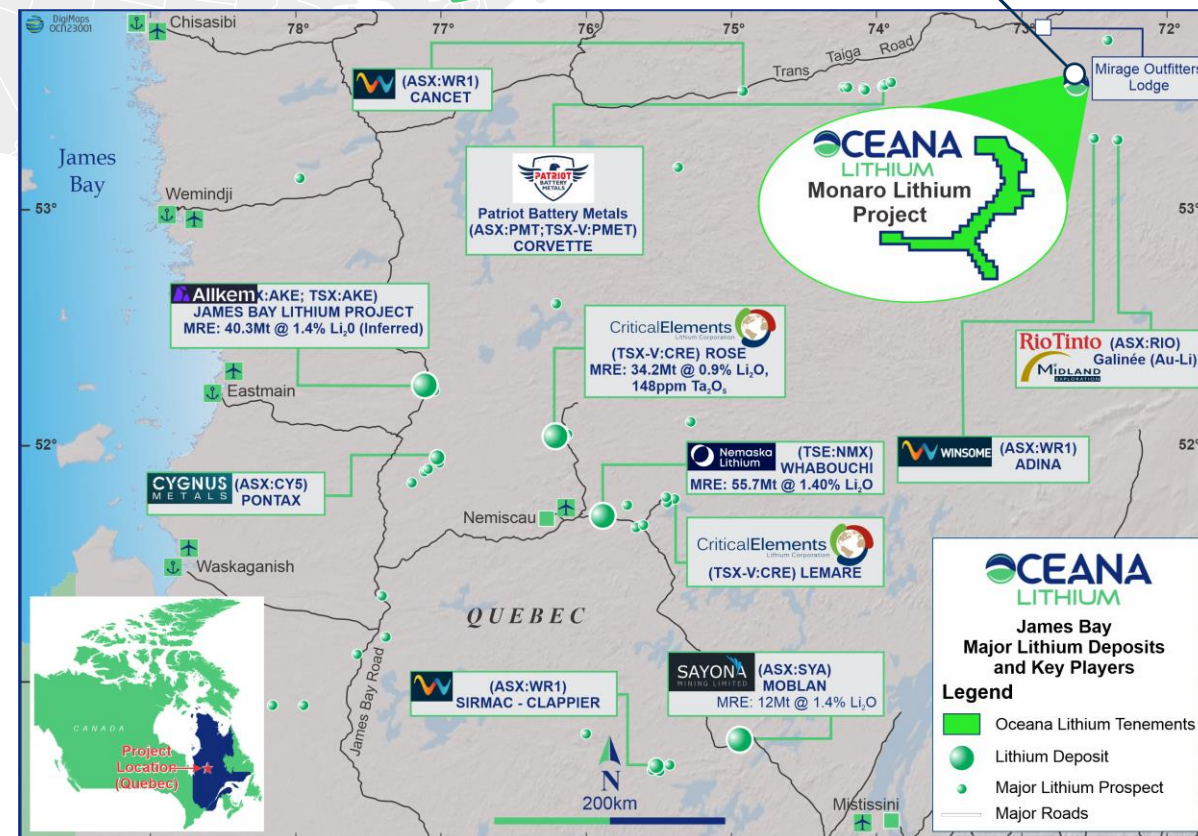 DigiMaps
OCN23001
Chisasibi
78°
77°
76°
75°
74°
73°
72°
Trans Taiga Road
Mirage Outfitters
Lodge
(ASX:WR1)
CANCET
James
Bay
Wemindji
PATRIOT
BATTERY
METALS
Patriot Battery Metals
(ASX:PMT;TSX-V:PMET)
CORVETTE
OCEANA
LITHIUM
Monaro Lithium
Project
53°
53°
Allkem X:AKE; TSX:AKE)
JAMES BAY LITHIUM PROJECT
MRE: 40.3Mt @ 1.4% Li₂0 (Inferred)
CriticalElements
Lithium Corporation
(TSX-V:CRE) ROSE
MRE: 34.2Mt @ 0.9% Li₂O,
148ppm Ta₂O₅
RioTinto (ASX:RIO)
Galinée (Au-Li)
MIDLAND
EXPLORATION
Eastmain
52°
52°
CYGNUS
METALS
(ASX:CY5)
PONTAX
Nemaska
Lithium
(TSE:NMX)
WHABOUCHI
MRE: 55.7Mt @ 1.40% Li₂O
WINSOME
(ASX:WR1)
ADINA
Nemiscau
CriticalElements
Lithium Corporation
(TSX-V:CRE) LEMARE
Waskaganish
QUEBEC
James Bay Road
(ASX:WR1)
SIRMAC - CLAPPIER
SAYONA
MINING LIMITED
(ASX:SYA)
MOBLAN
MRE: 12Mt @ 1.4% Li₂O
CANADA
Project
Location
(Quebec)
N
200km
Mistissini
OCEANA
LITHIUM
James Bay
Major Lithium Deposits
and Key Players
Legend
Oceana Lithium Tenements
Lithium Deposit
Major Lithium Prospect
Major Roads